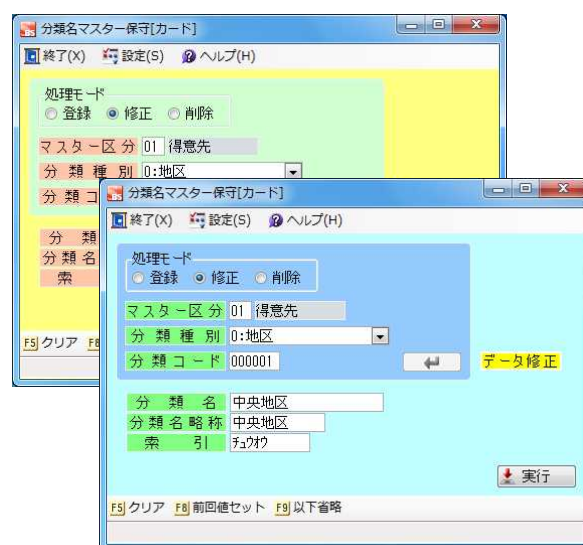 分類名マスター保守[カード]
終了(X) 設定(S) ヘルプ(H)
処理モード
登録 修正 削除
マスター区分 01 得意先
分類種別 0:地区
分類コ
分類
分類名
索
F5 クリア F8
分類名マスター保守[カード]
終了(X) 設定(S) ヘルプ(H)
処理モード
登録 修正 削除
マスター区分 01 得意先
分類種別 0:地区
分類コード 000001 データ修正
分類名 中央地区
分類名略称 中央地区
索引 ﾁｭｳｵｳ
実行
F5 クリア F8 前回値セット F9 以下省略